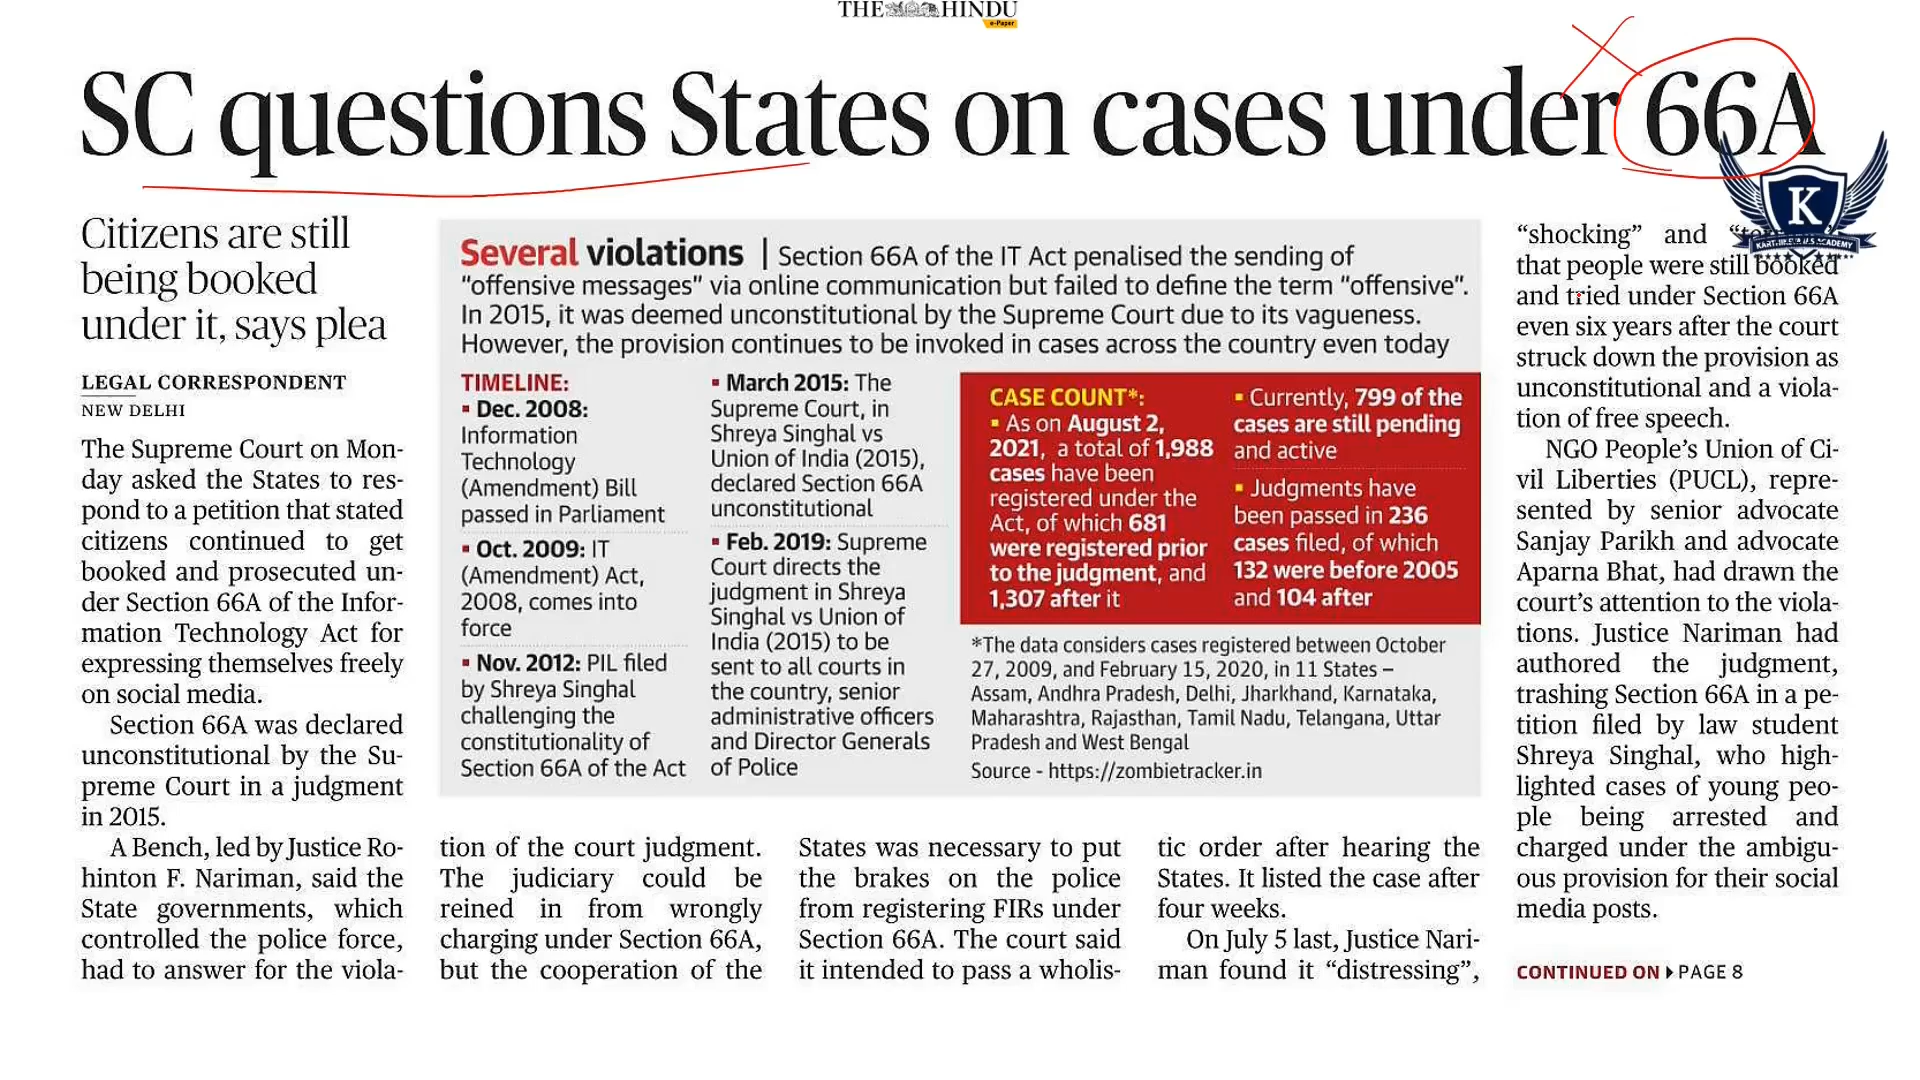 THE HINDU
e-Paper
SC questions States on cases under 66A
Citizens are still
being booked
under it, says plea
LEGAL CORRESPONDENT
NEW DELHI
The Supreme Court on Mon-
day asked the States to res-
pond to a petition that stated
citizens continued to get
booked and prosecuted un-
der Section 66A of the Infor-
mation Technology Act for
expressing themselves freely
on social media.
Section 66A was declared
unconstitutional by the Su-
preme Court in a judgment
in 2015.
A Bench, led by Justice Ro-
hinton F. Nariman, said the
State governments, which
controlled the police force,
had to answer for the viola-
Several violations | Section 66A of the IT Act penalised the sending of
“offensive messages” via online communication but failed to define the term “offensive”.
In 2015, it was deemed unconstitutional by the Supreme Court due to its vagueness.
However, the provision continues to be invoked in cases across the country even today
TIMELINE:
▪ Dec. 2008:
Information
Technology
(Amendment) Bill
passed in Parliament
▪ Oct. 2009: IT
(Amendment) Act,
2008, comes into
force
▪ Nov. 2012: PIL filed
by Shreya Singhal
challenging the
constitutionality of
Section 66A of the Act
▪ March 2015: The
Supreme Court, in
Shreya Singhal vs
Union of India (2015),
declared Section 66A
unconstitutional
▪ Feb. 2019: Supreme
Court directs the
judgment in Shreya
Singhal vs Union of
India (2015) to be
sent to all courts in
the country, senior
administrative officers
and Director Generals
of Police
CASE COUNT*:
▪ As on August 2,
2021, a total of 1,988
cases have been
registered under the
Act, of which 681
were registered prior
to the judgment, and
1,307 after it
▪ Currently, 799 of the
cases are still pending
and active
▪ Judgments have
been passed in 236
cases filed, of which
132 were before 2005
and 104 after
*The data considers cases registered between October
27, 2009, and February 15, 2020, in 11 States –
Assam, Andhra Pradesh, Delhi, Jharkhand, Karnataka,
Maharashtra, Rajasthan, Tamil Nadu, Telangana, Uttar
Pradesh and West Bengal
Source - https://zombietracker.in
tion of the court judgment.
The judiciary could be
reined in from wrongly
charging under Section 66A,
but the cooperation of the
States was necessary to put
the brakes on the police
from registering FIRs under
Section 66A. The court said
it intended to pass a wholis-
tic order after hearing the
States. It listed the case after
four weeks.
On July 5 last, Justice Nari-
man found it “distressing”,
“shocking” and
that people were still booked
and tried under Section 66A
even six years after the court
struck down the provision as
unconstitutional and a viola-
tion of free speech.
NGO People’s Union of Ci-
vil Liberties (PUCL), repre-
sented by senior advocate
Sanjay Parikh and advocate
Aparna Bhat, had drawn the
court’s attention to the viola-
tions. Justice Nariman had
authored the judgment,
trashing Section 66A in a pe-
tition filed by law student
Shreya Singhal, who high-
lighted cases of young peo-
ple being arrested and
charged under the ambigu-
ous provision for their social
media posts.
CONTINUED ON PAGE 8
K
KARTHIKEYA IAS ACADEMY